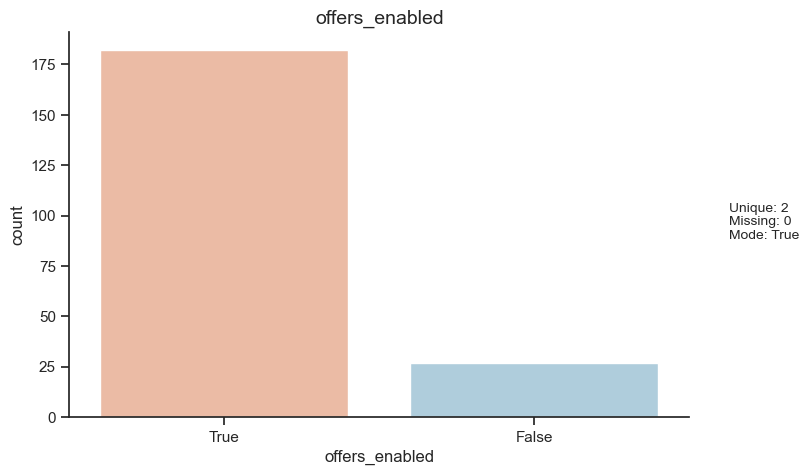 offers_enabled
175
150
125
100
75
50
25
0
count
True
False
offers_enabled
Unique: 2
Missing: 0
Mode: True